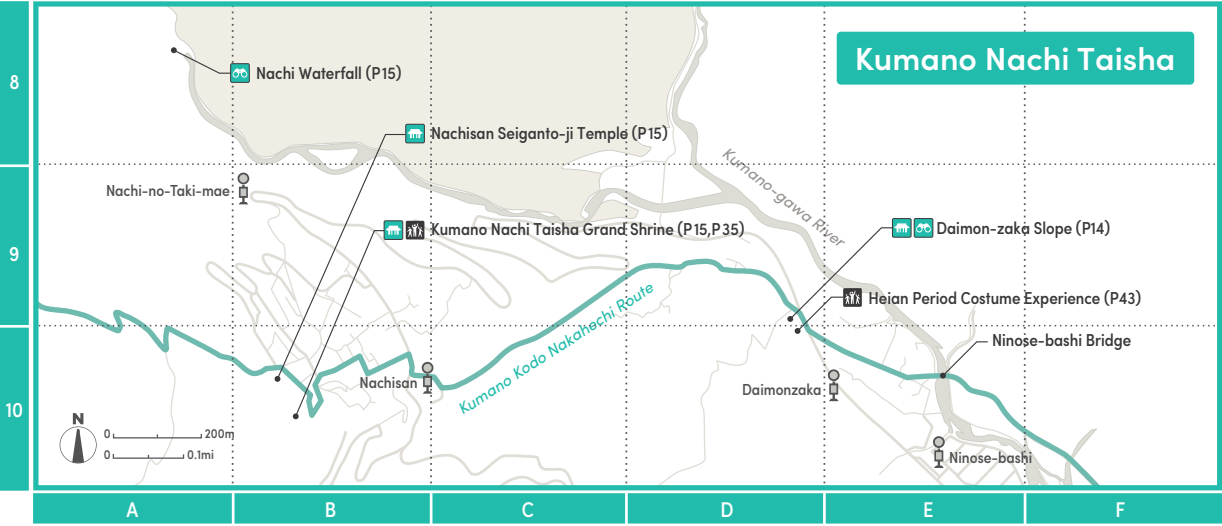 Kumano Nachi Taisha
8
Nachi Waterfall (P15)
Nachisan Seiganto-ji Temple (P15)
Kumano-gawa River
Nachi-no-Taki-mae
Kumano Nachi Taisha Grand Shrine (P15,P35)
Daimon-zaka Slope (P14)
9
Heian Period Costume Experience (P43)
Kumano Kodo Nakahechi Route
Ninose-bashi Bridge
Nachisan
Daimonzaka
10
N
0 200m
0 0.1mi
Ninose-bashi
A B C D E F